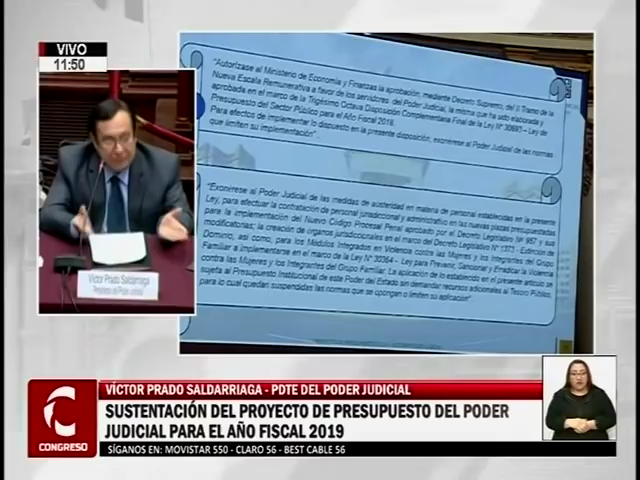 VIVO
11:50
"Autorízase al Ministerio de Economía y Finanzas la aprobación, mediante Decreto Supremo, del II Tramo de la
Nueva Escala Remunerativa a favor de los servidores del Poder Judicial, la misma que ha sido elaborada y
aprobada en el marco de la Trigésimo Octava Disposición Complementaria Final de la Ley N° 30693 – Ley de
Presupuesto del Sector Público para el Año Fiscal 2018.
Para efectos de implementar lo dispuesto en la presente disposición, exonérese al Poder Judicial de las normas
que limiten su implementación".
"Exonérese al Poder Judicial de las medidas de austeridad en materia de personal establecidas en la presente
Ley, para efectuar la contratación de personal jurisdiccional y administrativo en las nuevas plazas presupuestadas
para la implementación del Nuevo Código Procesal Penal aprobado por el Decreto Legislativo N° 957 y sus
modificatorias; la creación de órganos jurisdiccionales en el marco del Decreto Legislativo N° 1373 - Extinción de
Dominio; así, como, para los Módulos Integrados en Violencia contra las Mujeres y los Integrantes del Grupo
Familiar a implementarse en el marco de la Ley N° 30364 – Ley para Prevenir, Sancionar y Erradicar la Violencia
contra las Mujeres y los Integrantes del Grupo Familiar. La aplicación de lo establecido en el presente artículo se
sujeta al Presupuesto Institucional de este Poder del Estado sin demandar recursos adicionales al Tesoro Público,
para lo cual quedan suspendidas las normas que se opongan o limiten su aplicación".
Víctor Prado Saldarriaga
Presidente del Poder Judicial
VÍCTOR PRADO SALDARRIAGA - PDTE DEL PODER JUDICIAL
SUSTENTACIÓN DEL PROYECTO DE PRESUPUESTO DEL PODER
JUDICIAL PARA EL AÑO FISCAL 2019
CONGRESO
SÍGANOS EN: MOVISTAR 550 - CLARO 56 - BEST CABLE 56